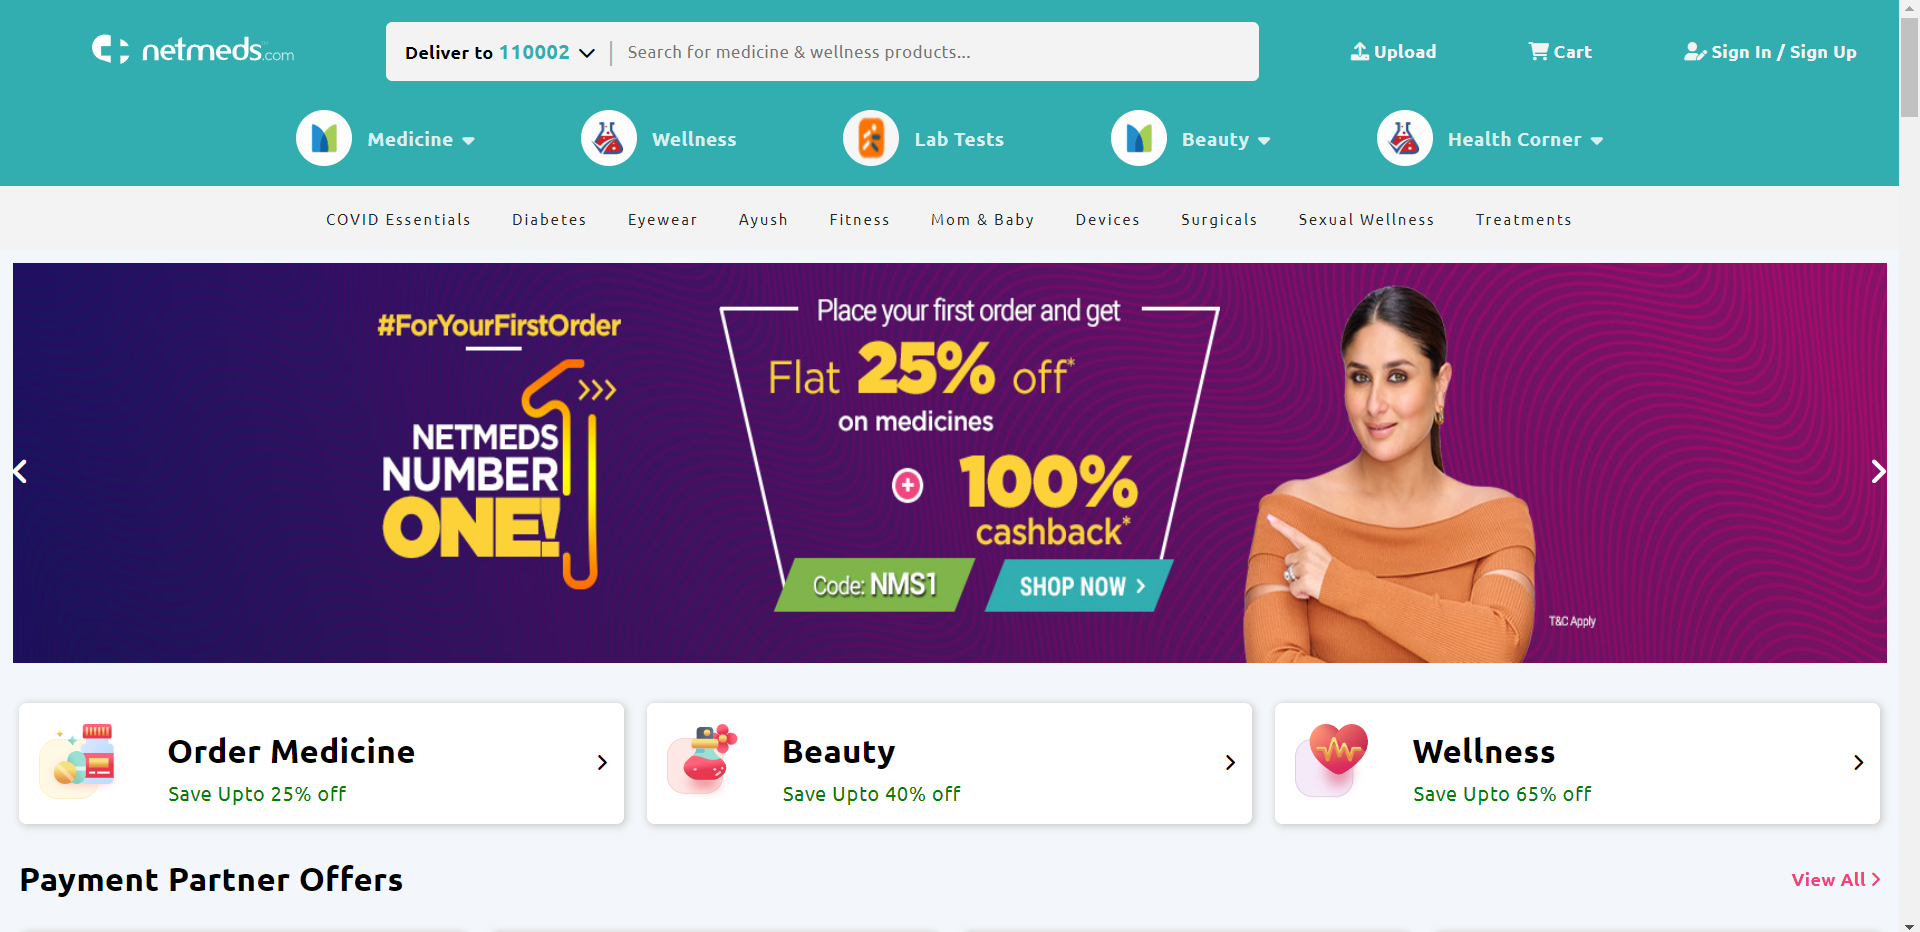 netmeds.com
Deliver to 110002
Search for medicine & wellness products...
Upload
Cart
Sign In / Sign Up
Medicine
Wellness
Lab Tests
Beauty
Health Corner
COVID Essentials
Diabetes
Eyewear
Ayush
Fitness
Mom & Baby
Devices
Surgicals
Sexual Wellness
Treatments
#ForYourFirstOrder
NETMEDS
NUMBER
ONE!
Place your first order and get
Flat 25% off*
on medicines
100%
cashback*
Code: NMS1
SHOP NOW
T&C Apply
Order Medicine
Save Upto 25% off
Beauty
Save Upto 40% off
Wellness
Save Upto 65% off
Payment Partner Offers
View All